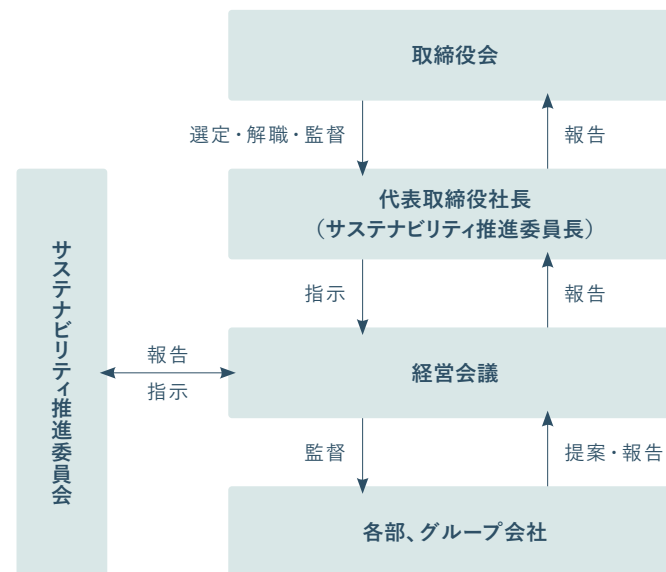 取締役会
選定・解職・監督
報告
代表取締役社長
（サステナビリティ推進委員長）
指示
報告
サステナビリティ推進委員会
報告
指示
経営会議
監督
提案・報告
各部、グループ会社